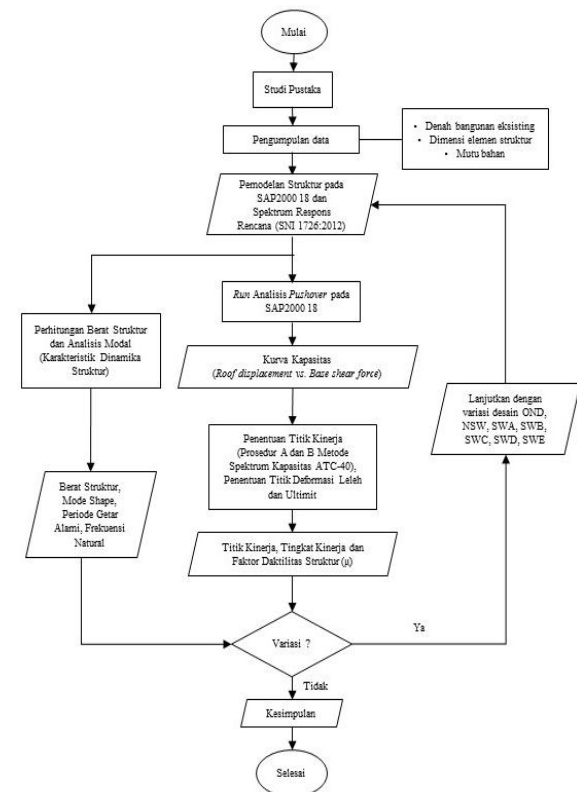 Mulai
Studi Pustaka
Pengumpulan data
• Denah bangunan eksisting
• Dimensi elemen struktur
• Mutu bahan
Pemodelan Struktur pada
SAP2000 18 dan
Spektrum Respons
Rencana (SNI 1726:2012)
Run Analisis Pushover pada
SAP2000 18
Perhitungan Berat Struktur
dan Analisis Modal
(Karakteristik Dinamika
Struktur)
Kurva Kapasitas
(Roof displacement vs. Base shear force)
Lanjutkan dengan
variasi desain OND,
NSW, SWA, SWB,
SWC, SWD, SWE
Penentuan Titik Kinerja
(Prosedur A dan B Metode
Spektrum Kapasitas ATC-40),
Penentuan Titik Deformasi Leleh
dan Ultimit
Berat Struktur,
Mode Shape,
Periode Getar
Alami, Frekuensi
Natural
Titik Kinerja, Tingkat Kinerja dan
Faktor Daktilitas Struktur (μ)
Variasi ?
Ya
Tidak
Kesimpulan
Selesai